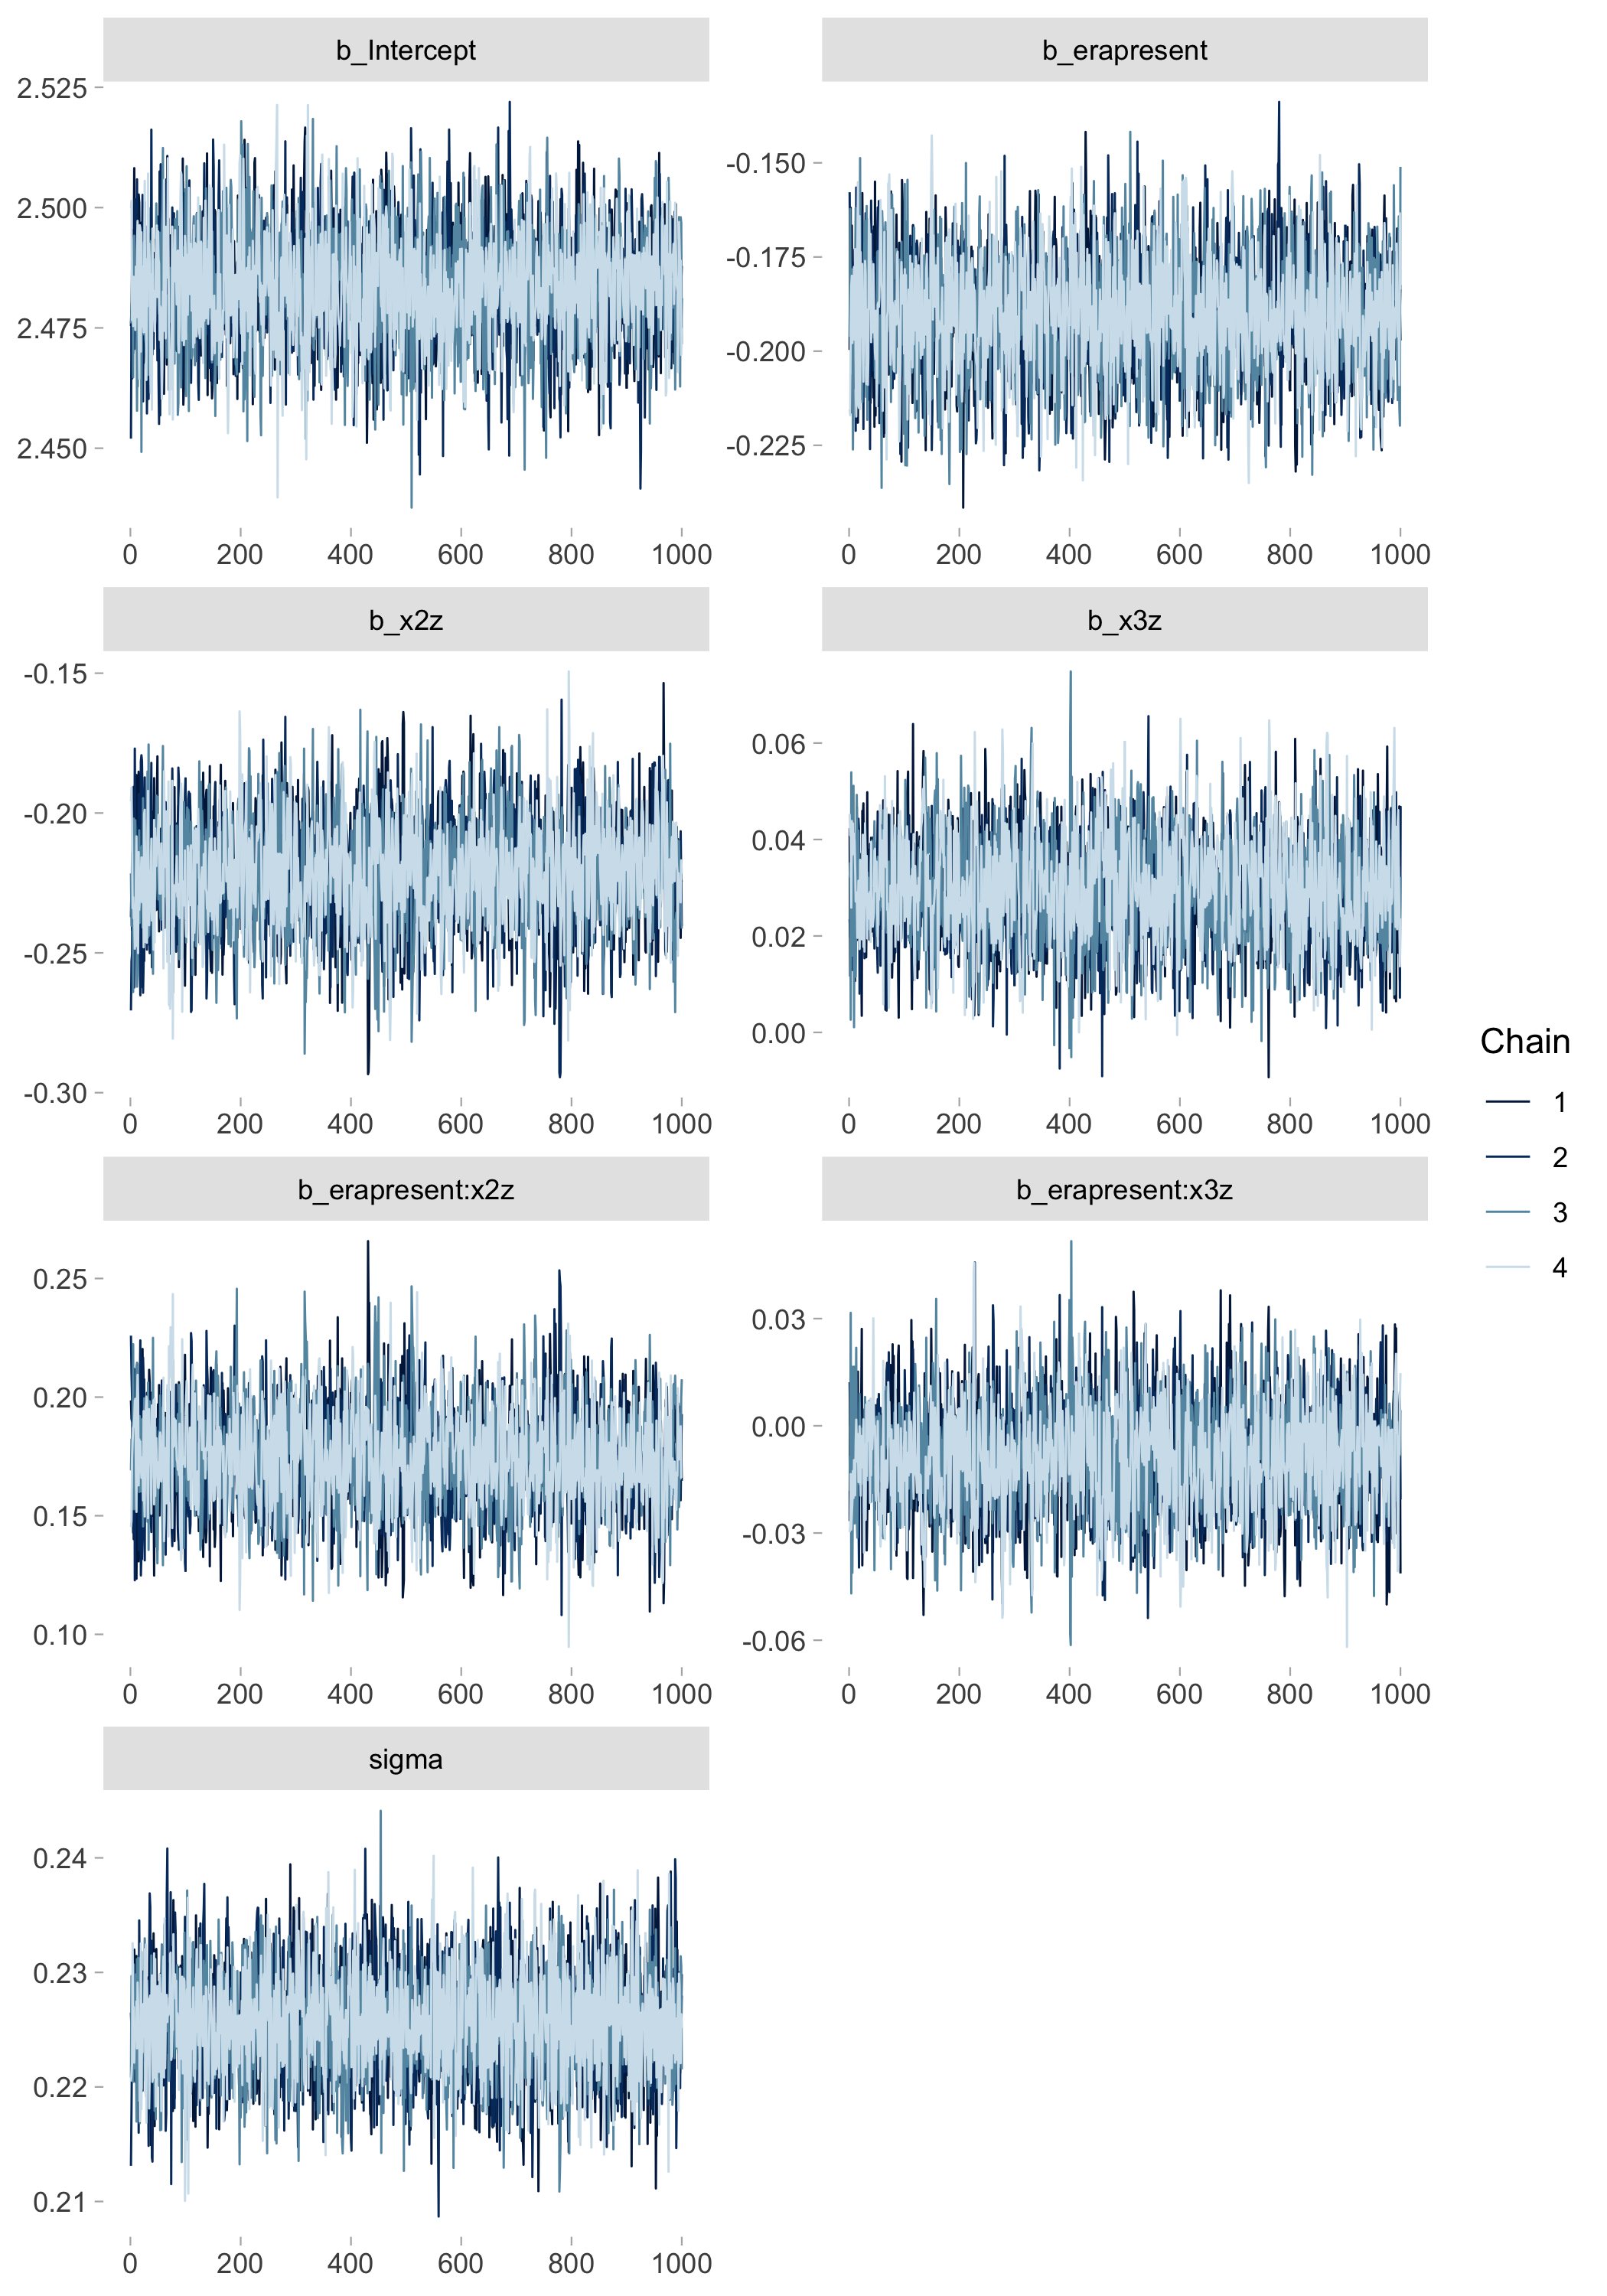 b_Intercept b_erapresent
2.525
2.500
2.475
2.450
-0.150
-0.175
-0.200
-0.225
0 200 400 600 800 1000
0 200 400 600 800 1000
b_x2z b_x3z
-0.15
-0.20
-0.25
-0.30
0.06
0.04
0.02
0.00
0 200 400 600 800 1000
0 200 400 600 800 1000
b_erapresent:x2z b_erapresent:x3z
0.25
0.20
0.15
0.10
0.03
0.00
-0.03
-0.06
0 200 400 600 800 1000
0 200 400 600 800 1000
sigma
0.24
0.23
0.22
0.21
0 200 400 600 800 1000
Chain
1
2
3
4